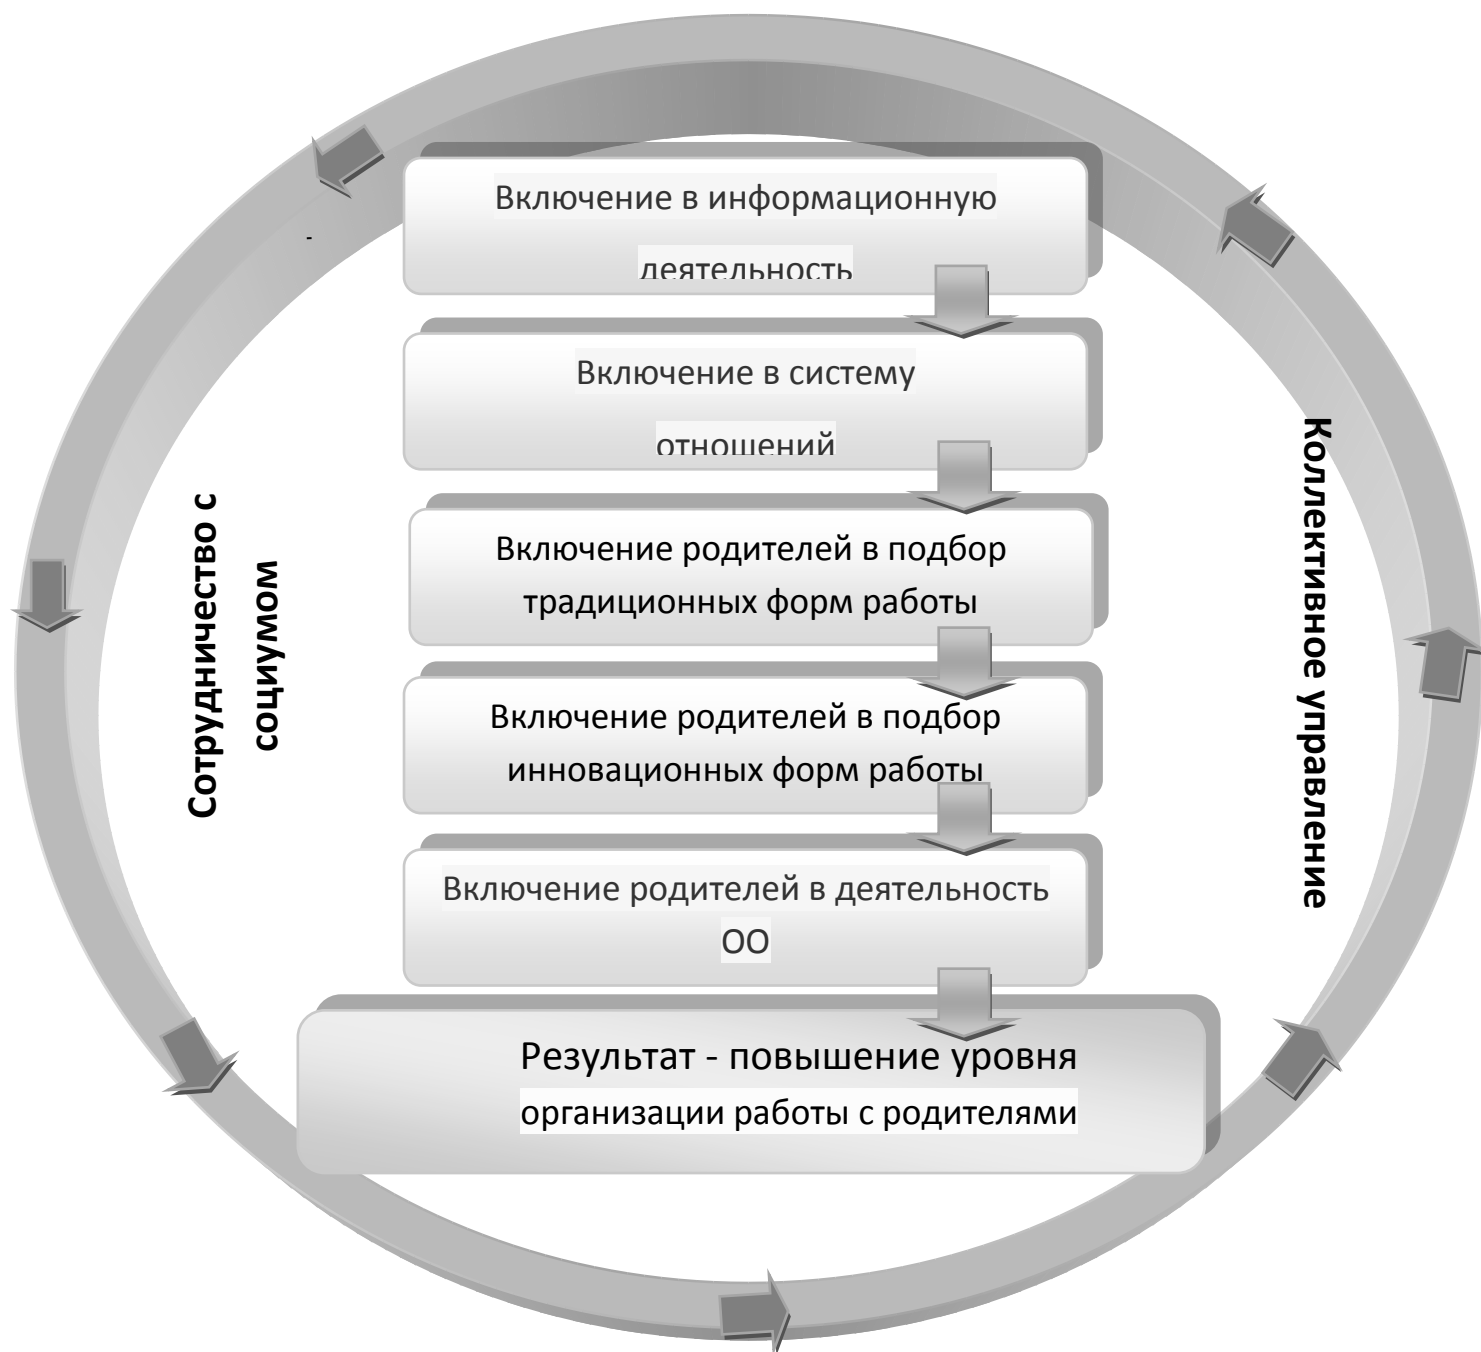 Включение в информационную
деятельность
-
Включение в систему
отношений
Включение родителей в подбор
традиционных форм работы
Включение родителей в подбор
инновационных форм работы
Включение родителей в деятельность
ОО
Результат - повышение уровня
организации работы с родителями
Сотрудничество с
социумом
Коллективное управление